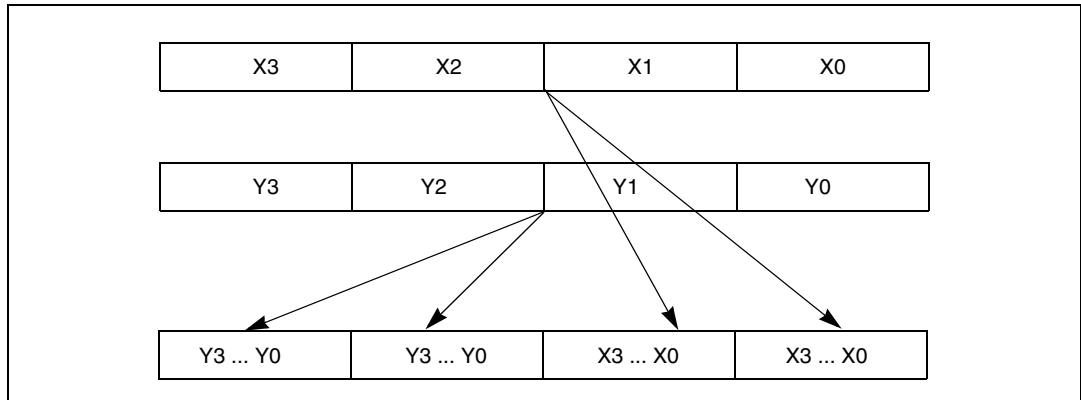 X3 X2 X1 X0
Y3 Y2 Y1 Y0
Y3 ... Y0 Y3 ... Y0 X3 ... X0 X3 ... X0